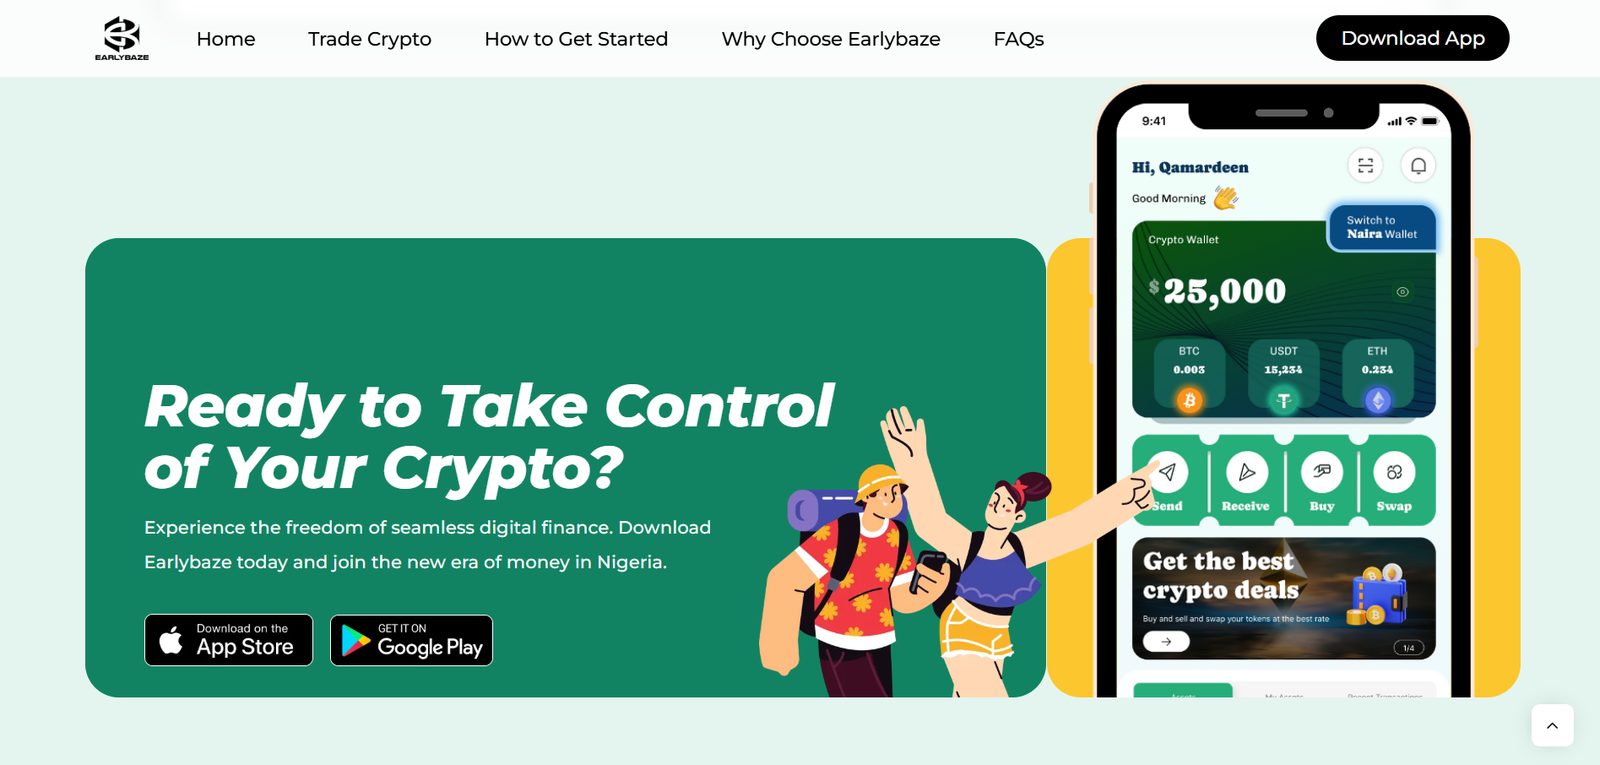 EARLYBAZE
Home
Trade Crypto
How to Get Started
Why Choose Earlybaze
FAQs
Download App
Ready to Take Control
of Your Crypto?
Experience the freedom of seamless digital finance. Download
Earlybaze today and join the new era of money in Nigeria.
Download on the
App Store
GET IT ON
Google Play
9:41
Hi, Qamardeen
Good Morning
Switch to
Naira Wallet
Crypto Wallet
$25,000
BTC
0.003
USDT
15,234
ETH
0.234
Send
Receive
Buy
Swap
Get the best
crypto deals
Buy and sell and swap your tokens at the best rate
1/4
Assets
My Assets
Recent Transactions